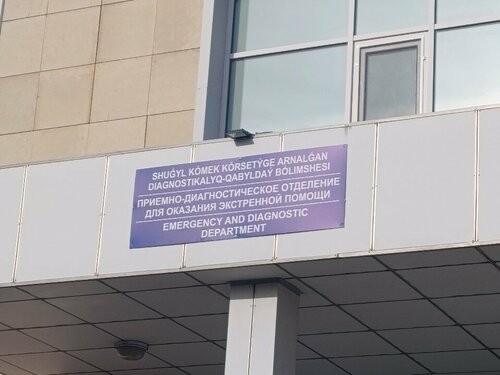 SHUǴYL KÓMEK KÓRSETÝGE ARNALǴAN
DIAGNOSTIKALYQ-QABYLDAÝ BÓLIMSHESI
ПРИЕМНО-ДИАГНОСТИЧЕСКОЕ ОТДЕЛЕНИЕ
ДЛЯ ОКАЗАНИЯ ЭКСТРЕННОЙ ПОМОЩИ
EMERGENCY AND DIAGNOSTIC
DEPARTMENT